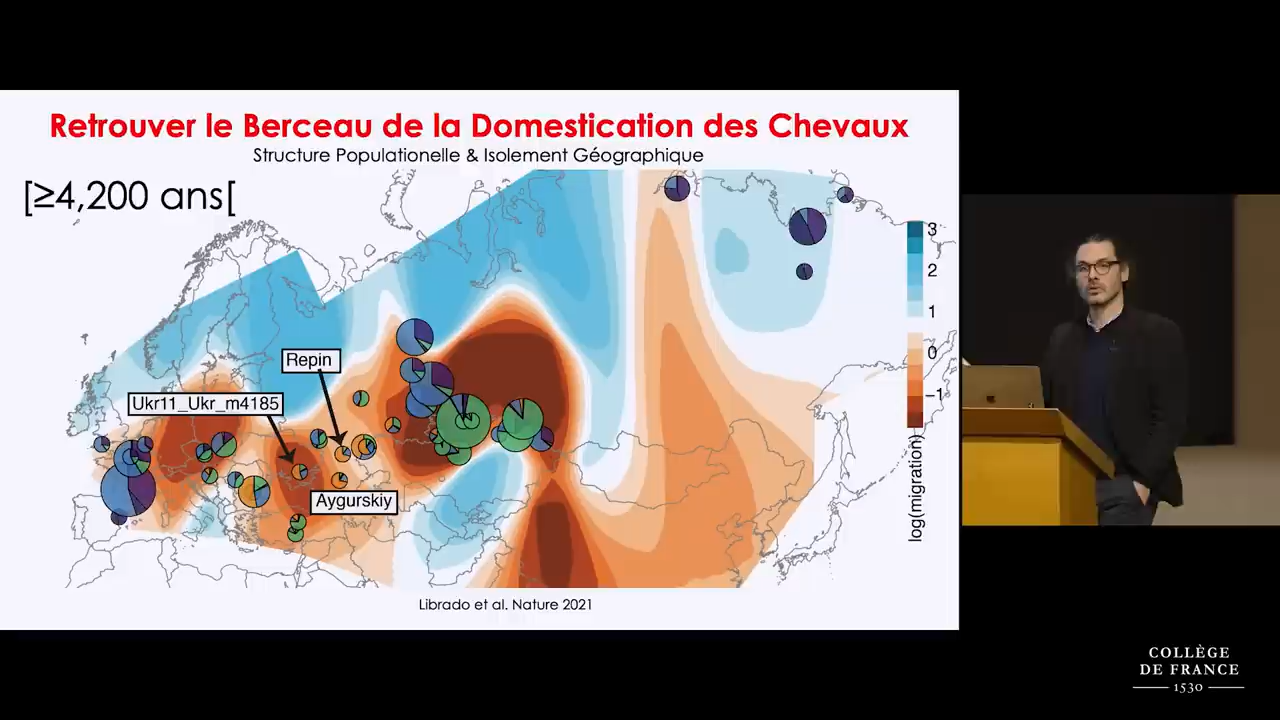 Retrouver le Berceau de la Domestication des Chevaux
Structure Populationelle & Isolement Géographique
[≥4,200 ans[
Repin
Ukr11_Ukr_m4185
Aygurskiy
3
2
1
0
−1
log(migration)
Librado et al. Nature 2021
COLLÈGE
DE FRANCE
1530